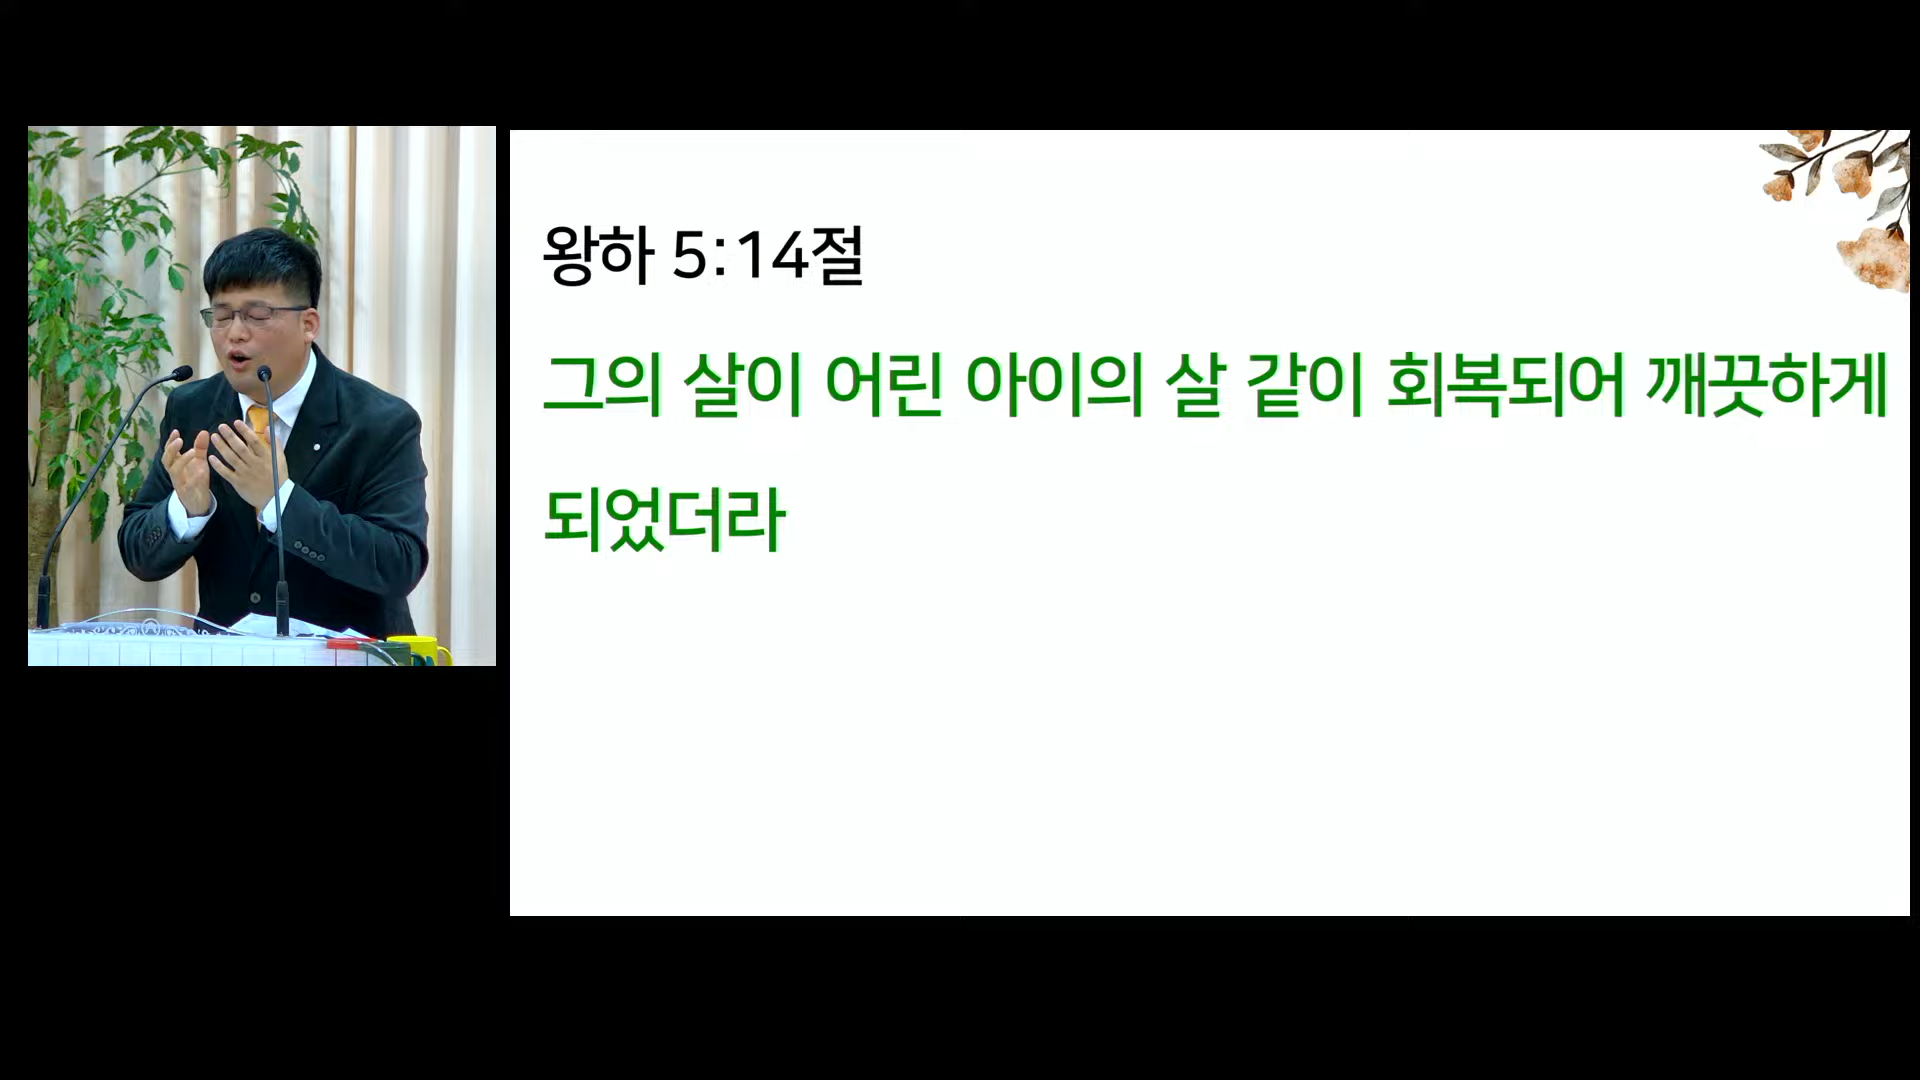 왕하 5:14절
그의 살이 어린 아이의 살 같이 회복되어 깨끗하게
되었더라